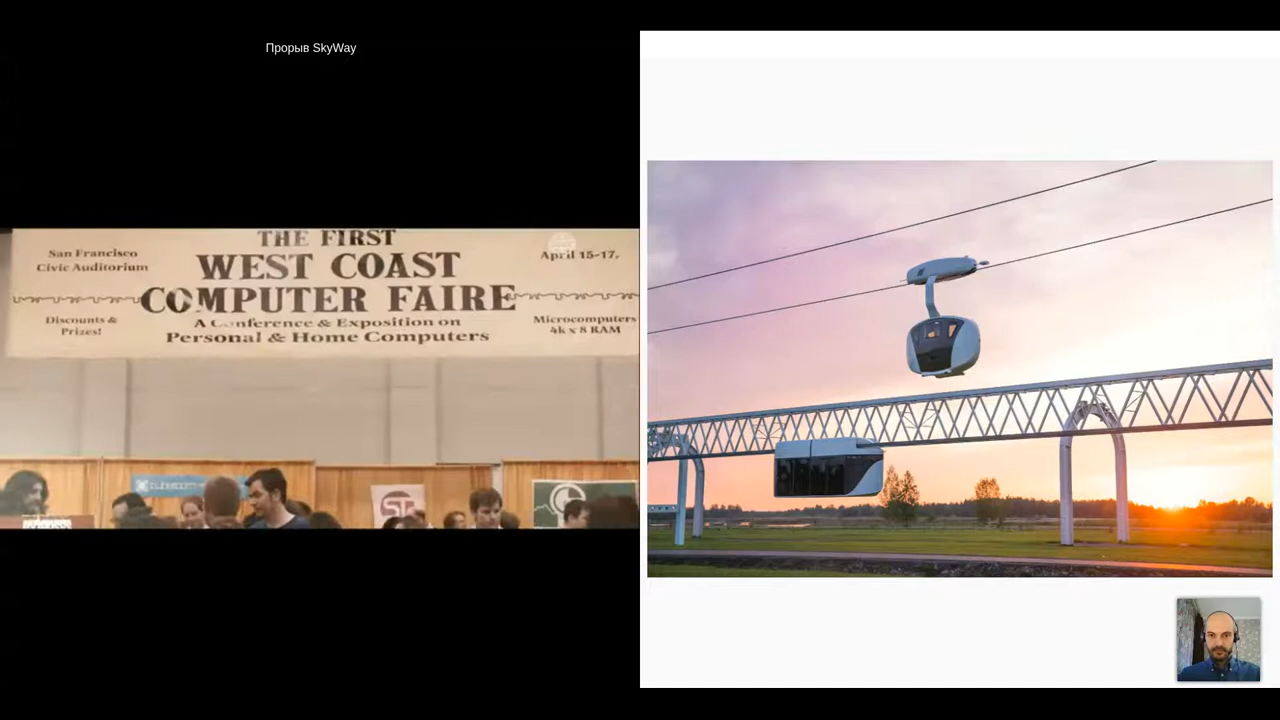 Прорыв SkyWay
THE FIRST
San Francisco
Civic Auditorium
WEST COAST
April 15-17,
COMPUTER FAIRE
Discounts &
Prizes!
A Conference & Exposition on
Personal & Home Computers
Microcomputers
4k x 8 RAM